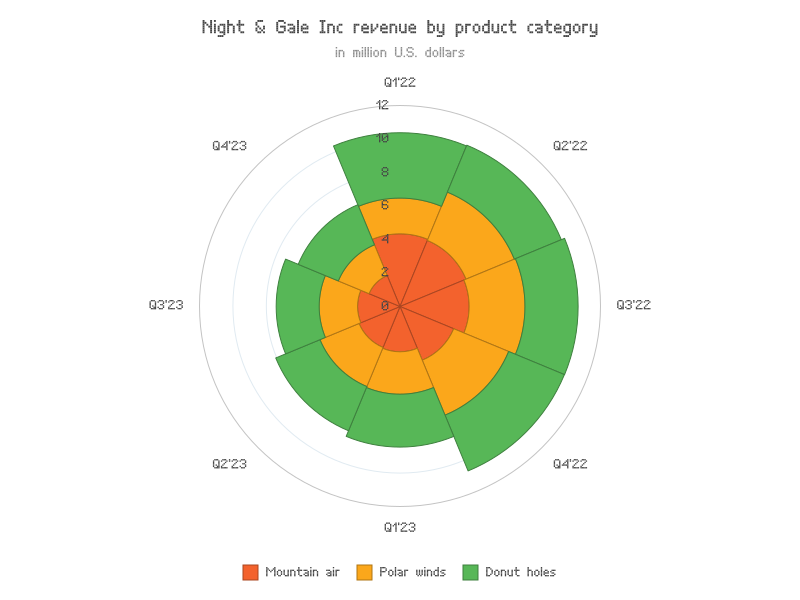 Night & Gale Inc revenue by product category
in million U.S. dollars
Q1'22
12
10
8
6
4
2
0
Q4'23
Q2'22
Q3'23
Q3'22
Q2'23
Q4'22
Q1'23
Mountain air
Polar winds
Donut holes